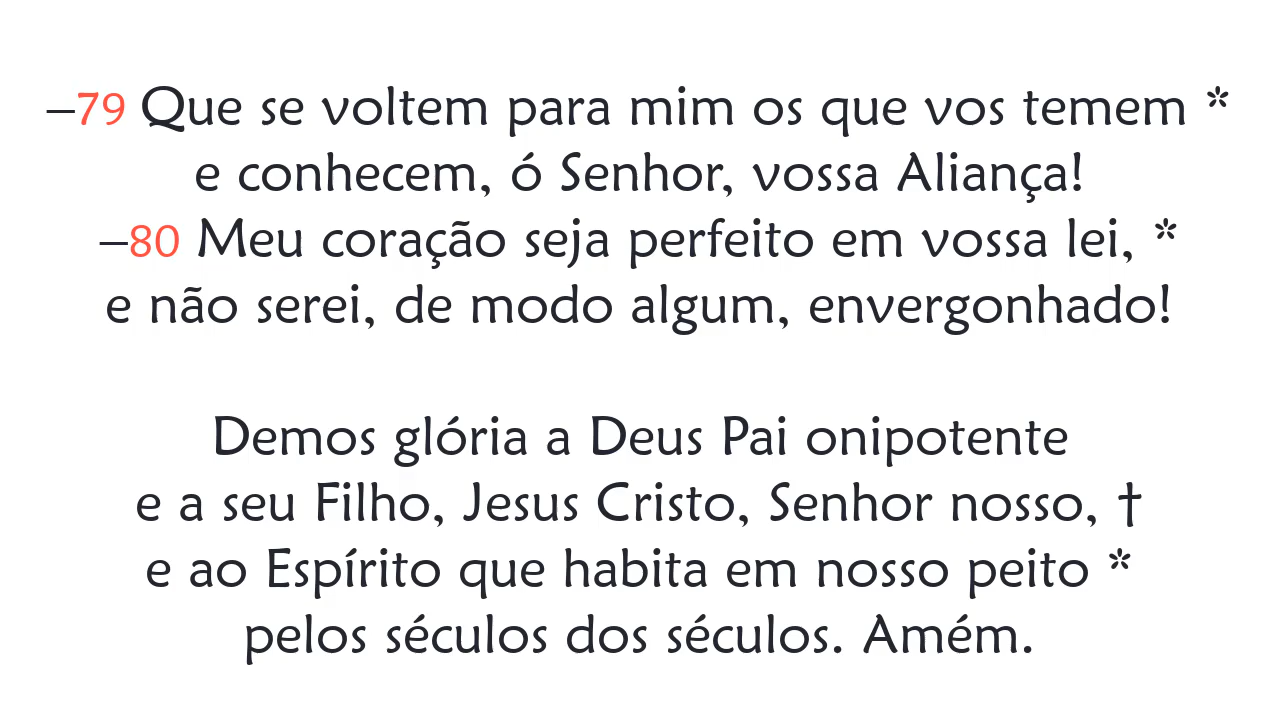 –79 Que se voltem para mim os que vos temem *
e conhecem, ó Senhor, vossa Aliança!
–80 Meu coração seja perfeito em vossa lei, *
e não serei, de modo algum, envergonhado!
Demos glória a Deus Pai onipotente
e a seu Filho, Jesus Cristo, Senhor nosso, †
e ao Espírito que habita em nosso peito *
pelos séculos dos séculos. Amém.